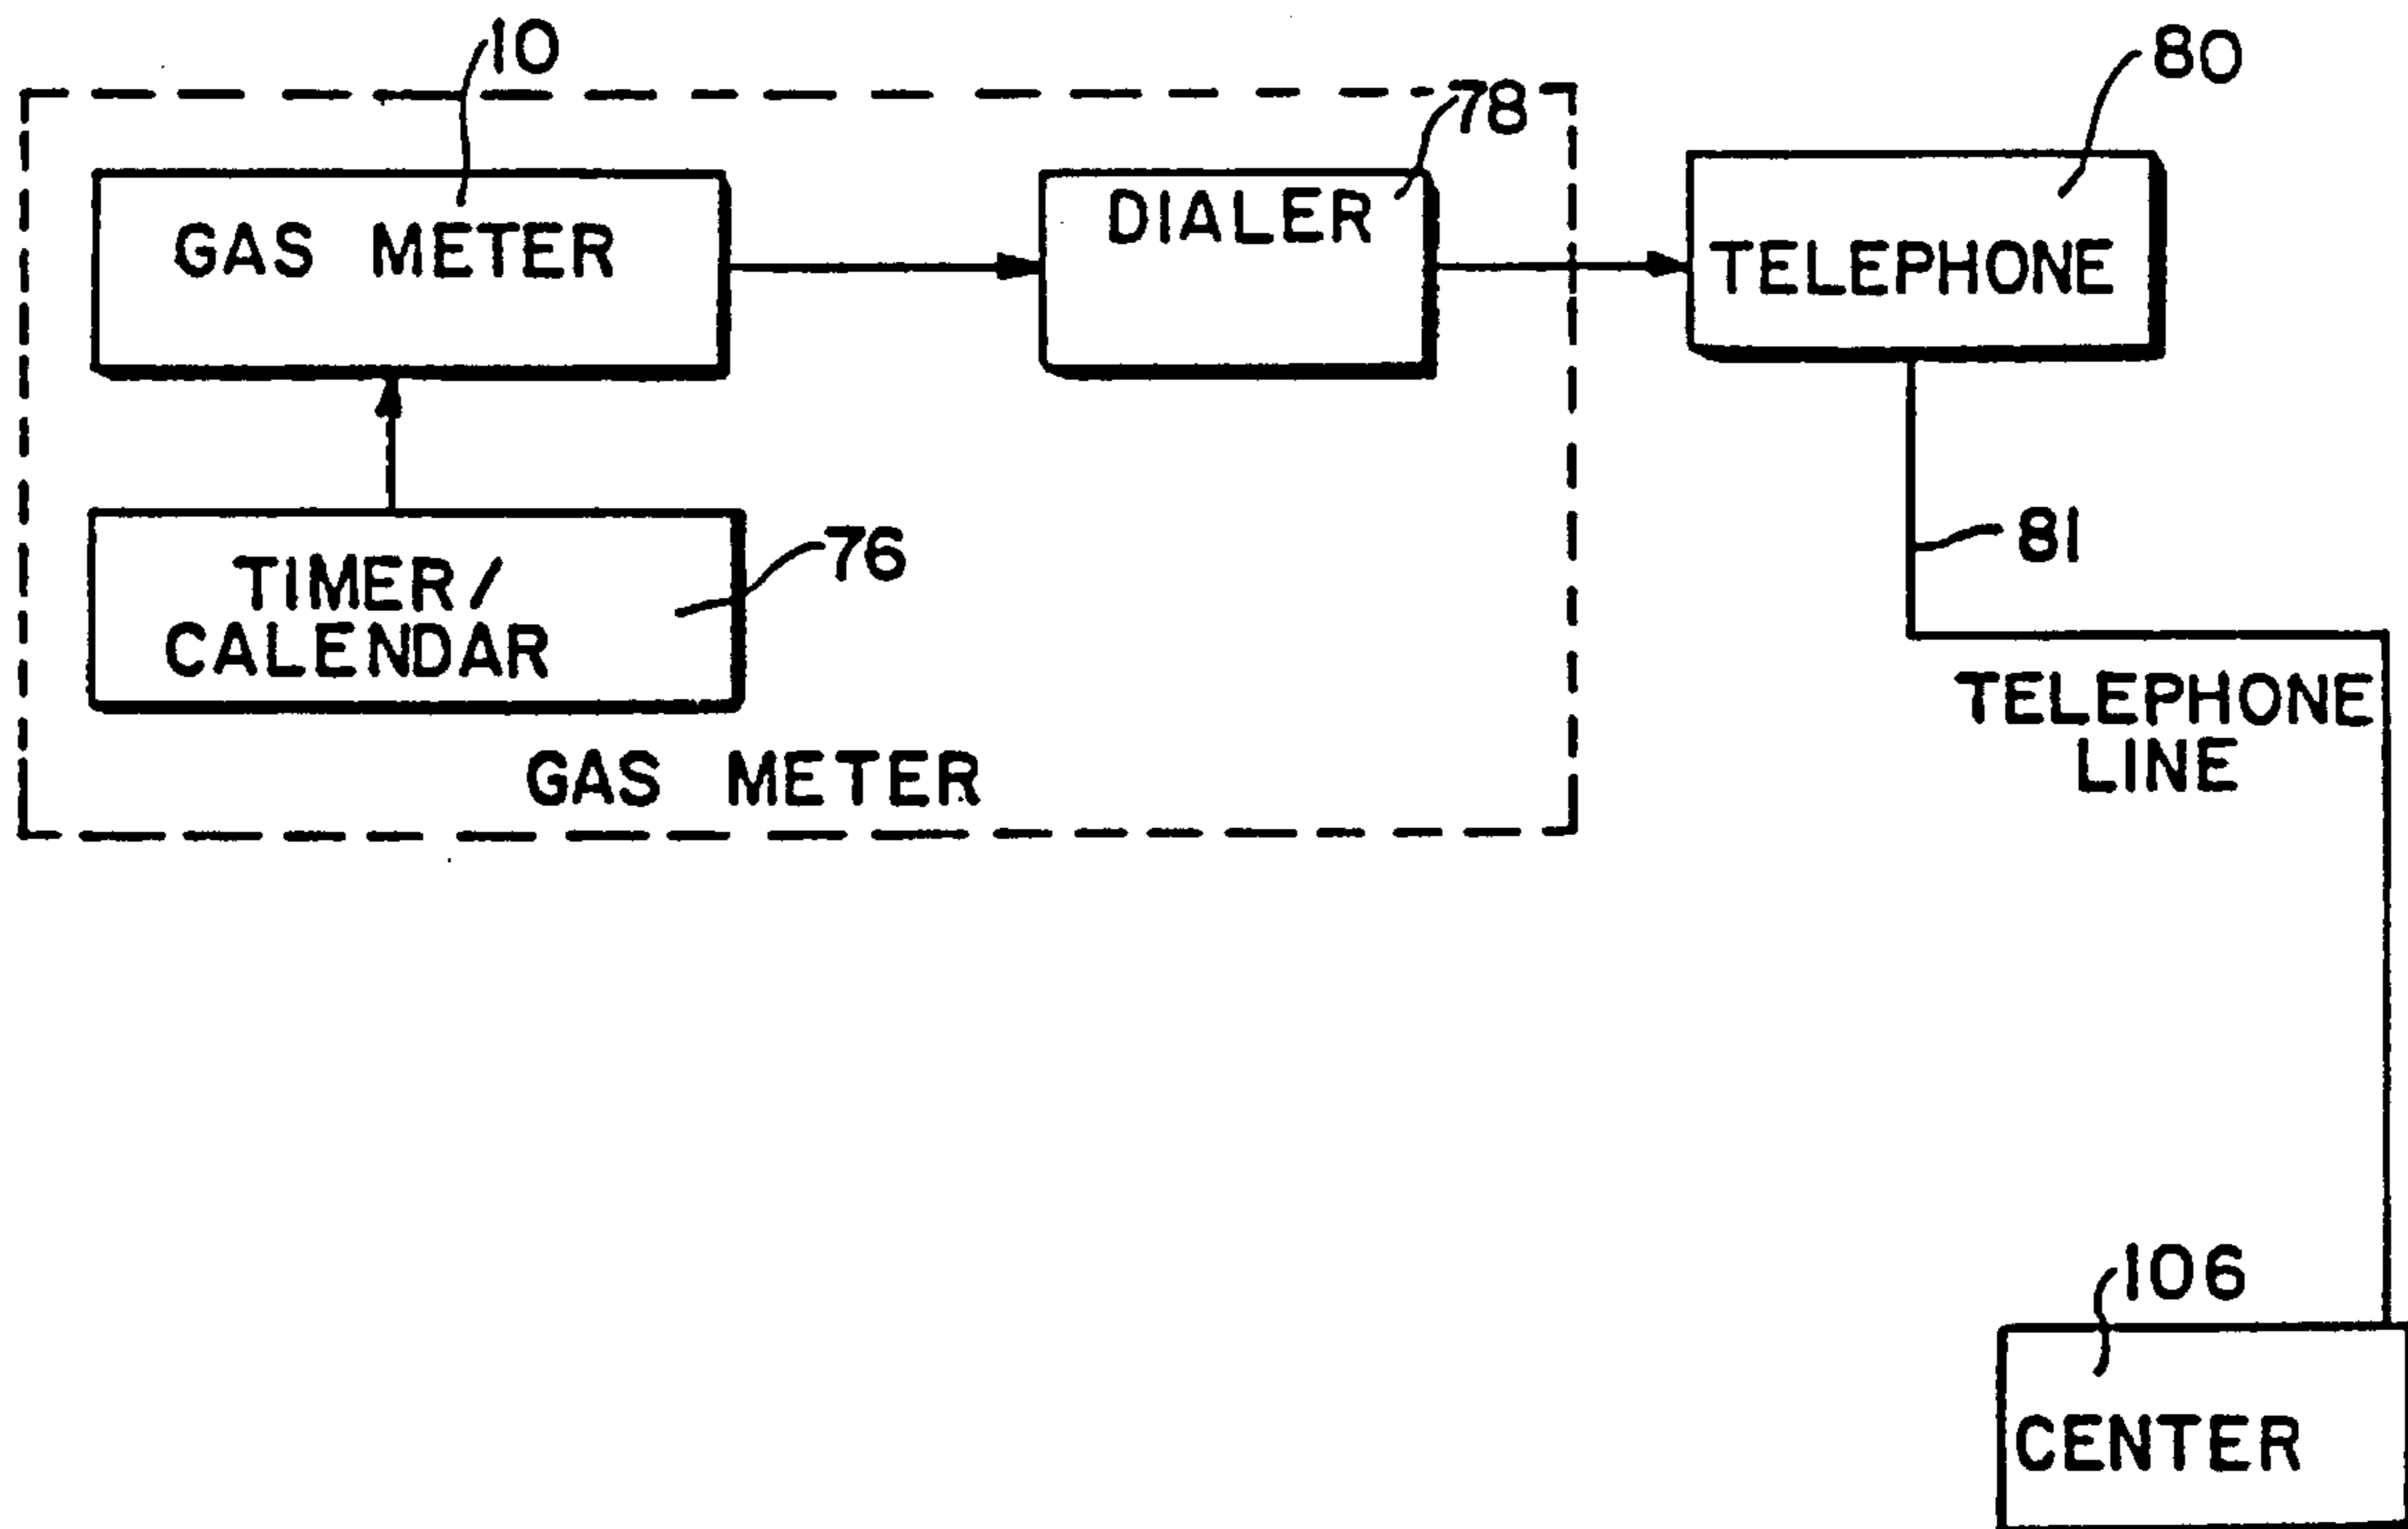 10
78
80
GAS METER
DIALER
TELEPHONE
76
81
TIMER/
CALENDAR
TELEPHONE
LINE
GAS METER
106
CENTER